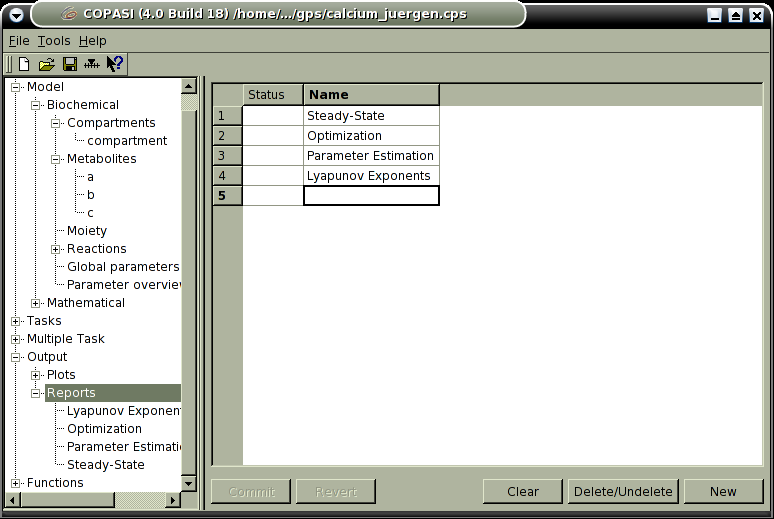 COPASI (4.0 Build 18) /home/.../gps/calcium_juergen.cps
File Tools Help
Model
Biochemical
Compartments
compartment
Metabolites
a
b
c
Moiety
Reactions
Global parameters
Parameter overvie
Mathematical
Tasks
Multiple Task
Output
Plots
Reports
Lyapunov Exponen
Optimization
Parameter Estimati
Steady-State
Functions
Status Name
1 Steady-State
2 Optimization
3 Parameter Estimation
4 Lyapunov Exponents
5
Commit Revert Clear Delete/Undelete New